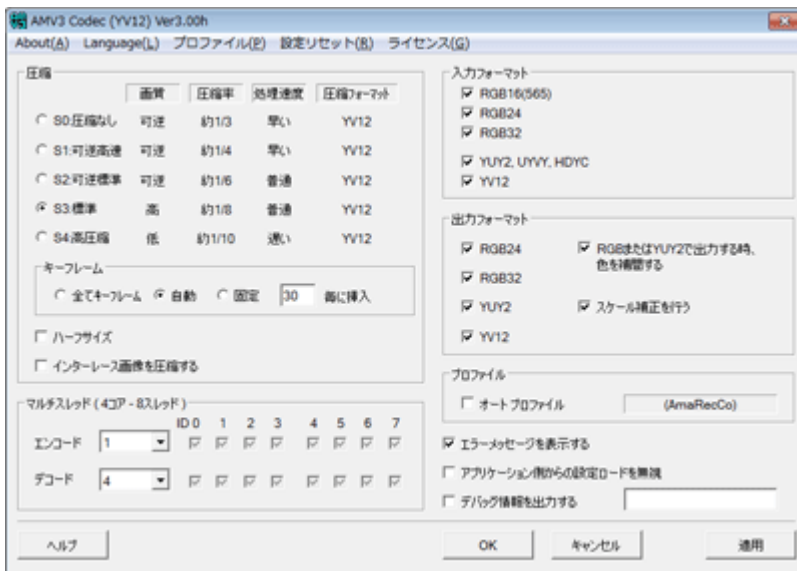 AMV3 Codec (YV12) Ver3.00h
About(A) Language(L) プロファイル(P) 設定リセット(R) ライセンス(G)
圧縮
画質 圧縮率 処理速度 圧縮フォーマット
S0:圧縮なし 可逆 約1/3 早い YV12
S1:可逆高速 可逆 約1/4 早い YV12
S2:可逆標準 可逆 約1/6 普通 YV12
S3:標準 高 約1/8 普通 YV12
S4:高圧縮 低 約1/10 遅い YV12
キーフレーム
全てキーフレーム 自動 固定 30 毎に挿入
ハーフサイズ
インターレース画像を圧縮する
マルチスレッド ( 4コア - 8スレッド )
ID 0 1 2 3 4 5 6 7
エンコード 1
デコード 4
入力フォーマット
RGB16(565)
RGB24
RGB32
YUY2, UYVY, HDYC
YV12
出力フォーマット
RGB24
RGB32
YUY2
YV12
RGBまたはYUY2で出力する時、
色を補間する
スケール補正を行う
プロファイル
オートプロファイル (AmaRecCo)
エラーメッセージを表示する
アプリケーション側からの設定ロードを無視
デバッグ情報を出力する
ヘルプ OK キャンセル 適用